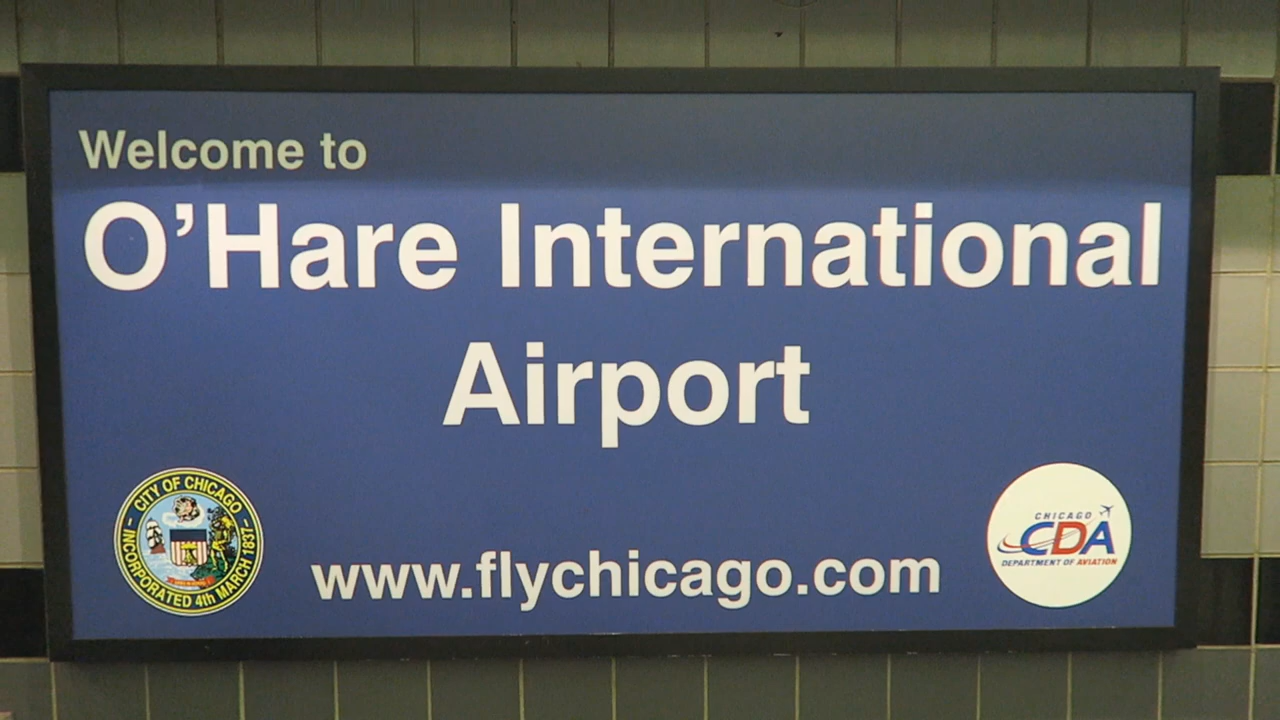 Welcome to
O’Hare International
Airport
CITY OF CHICAGO
INCORPORATED 4th MARCH 1837
www.flychicago.com
CHICAGO
CDA
DEPARTMENT OF AVIATION